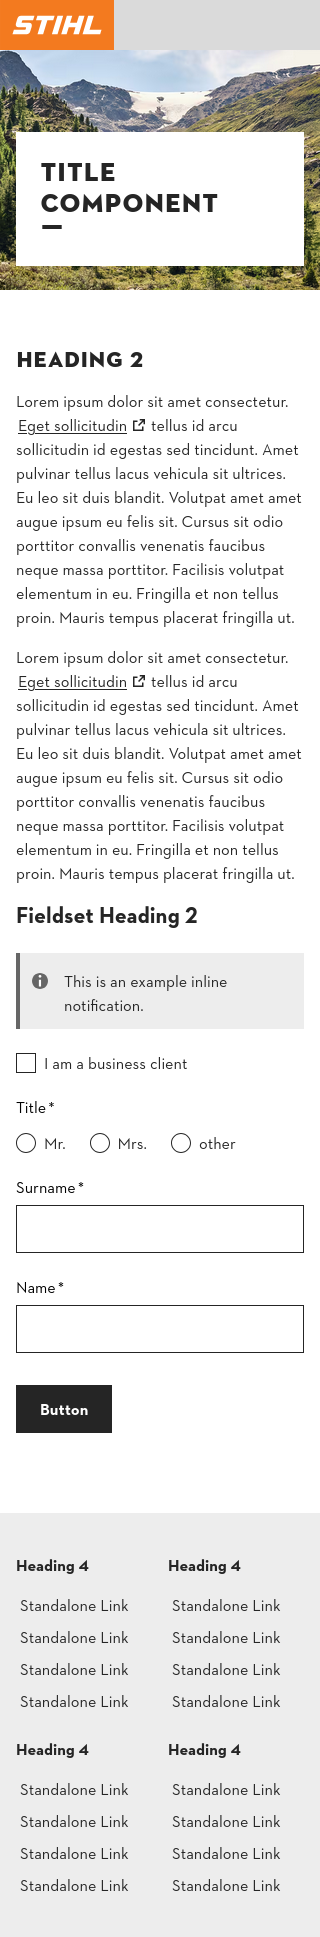 STIHL
TITLE
COMPONENT
HEADING 2
Lorem ipsum dolor sit amet consectetur.
Eget sollicitudin tellus id arcu
sollicitudin id egestas sed tincidunt. Amet
pulvinar tellus lacus vehicula sit ultrices.
Eu leo sit duis blandit. Volutpat amet amet
augue ipsum eu felis sit. Cursus sit odio
porttitor convallis venenatis faucibus
neque massa porttitor. Facilisis volutpat
elementum in eu. Fringilla et non tellus
proin. Mauris tempus placerat fringilla ut.
Lorem ipsum dolor sit amet consectetur.
Eget sollicitudin tellus id arcu
sollicitudin id egestas sed tincidunt. Amet
pulvinar tellus lacus vehicula sit ultrices.
Eu leo sit duis blandit. Volutpat amet amet
augue ipsum eu felis sit. Cursus sit odio
porttitor convallis venenatis faucibus
neque massa porttitor. Facilisis volutpat
elementum in eu. Fringilla et non tellus
proin. Mauris tempus placerat fringilla ut.
Fieldset Heading 2
This is an example inline
notification.
I am a business client
Title *
Mr. Mrs. other
Surname *
Name *
Button
Heading 4
Standalone Link
Standalone Link
Standalone Link
Standalone Link
Heading 4
Standalone Link
Standalone Link
Standalone Link
Standalone Link
Heading 4
Standalone Link
Standalone Link
Standalone Link
Standalone Link
Heading 4
Standalone Link
Standalone Link
Standalone Link
Standalone Link